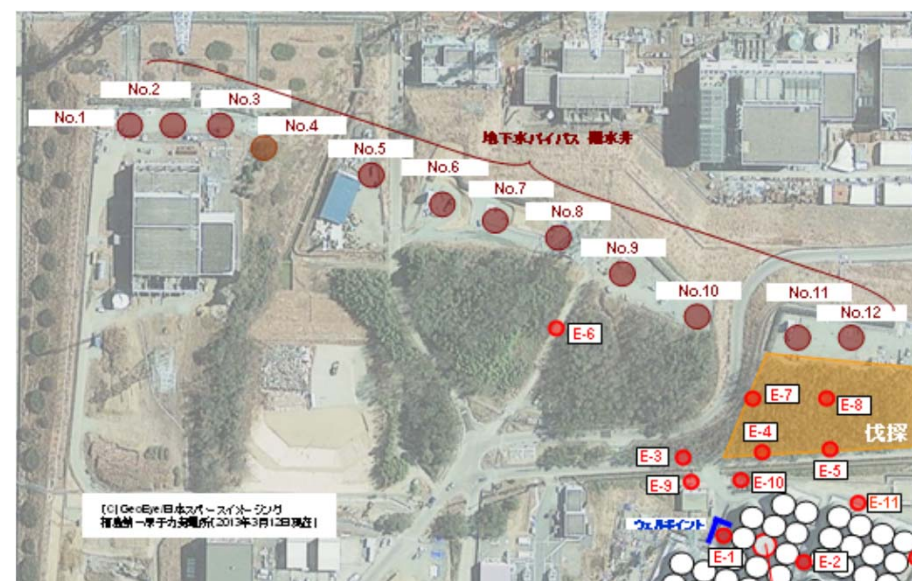 No.2
No.3
No.1
No.4
地下水バイパス 揚水井
No.5
No.6
No.7
No.8
No.9
No.10
No.11
No.12
E-6
E-7
E-8
E-4
伐採
E-3
E-5
E-9
E-10
E-11
(C)GeoEye/日本スペースイメージング
福島第一原子力発電所(2013年3月12日現在)
ウェルポイント
E-1
E-2